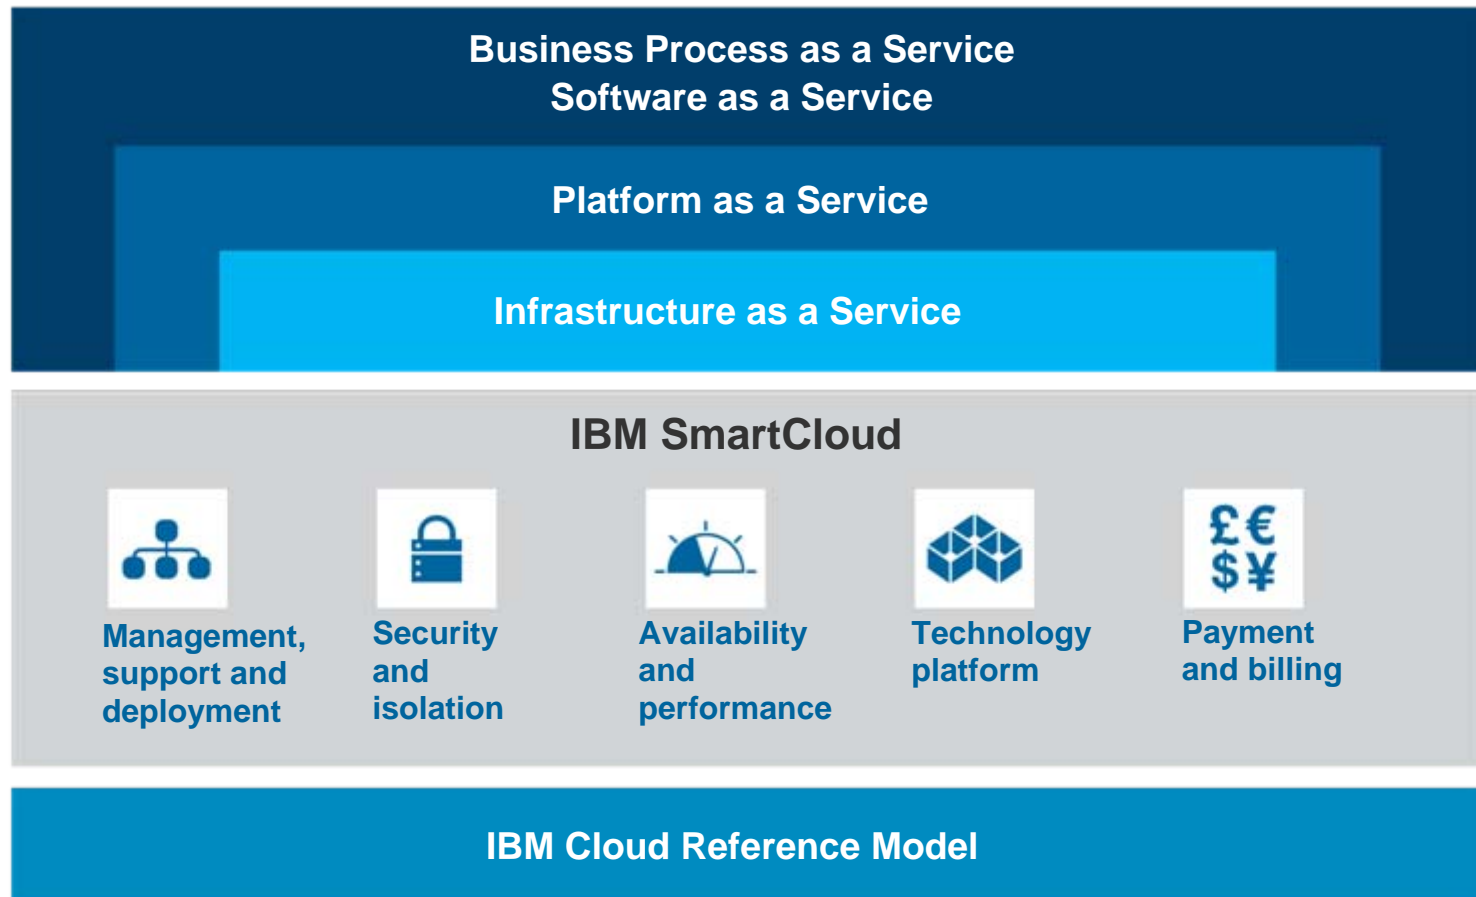 Business Process as a Service
Software as a Service
Platform as a Service
Infrastructure as a Service
IBM SmartCloud
£ €
$ ¥
Management,
support and
deployment
Security
and
isolation
Availability
and
performance
Technology
platform
Payment
and billing
IBM Cloud Reference Model